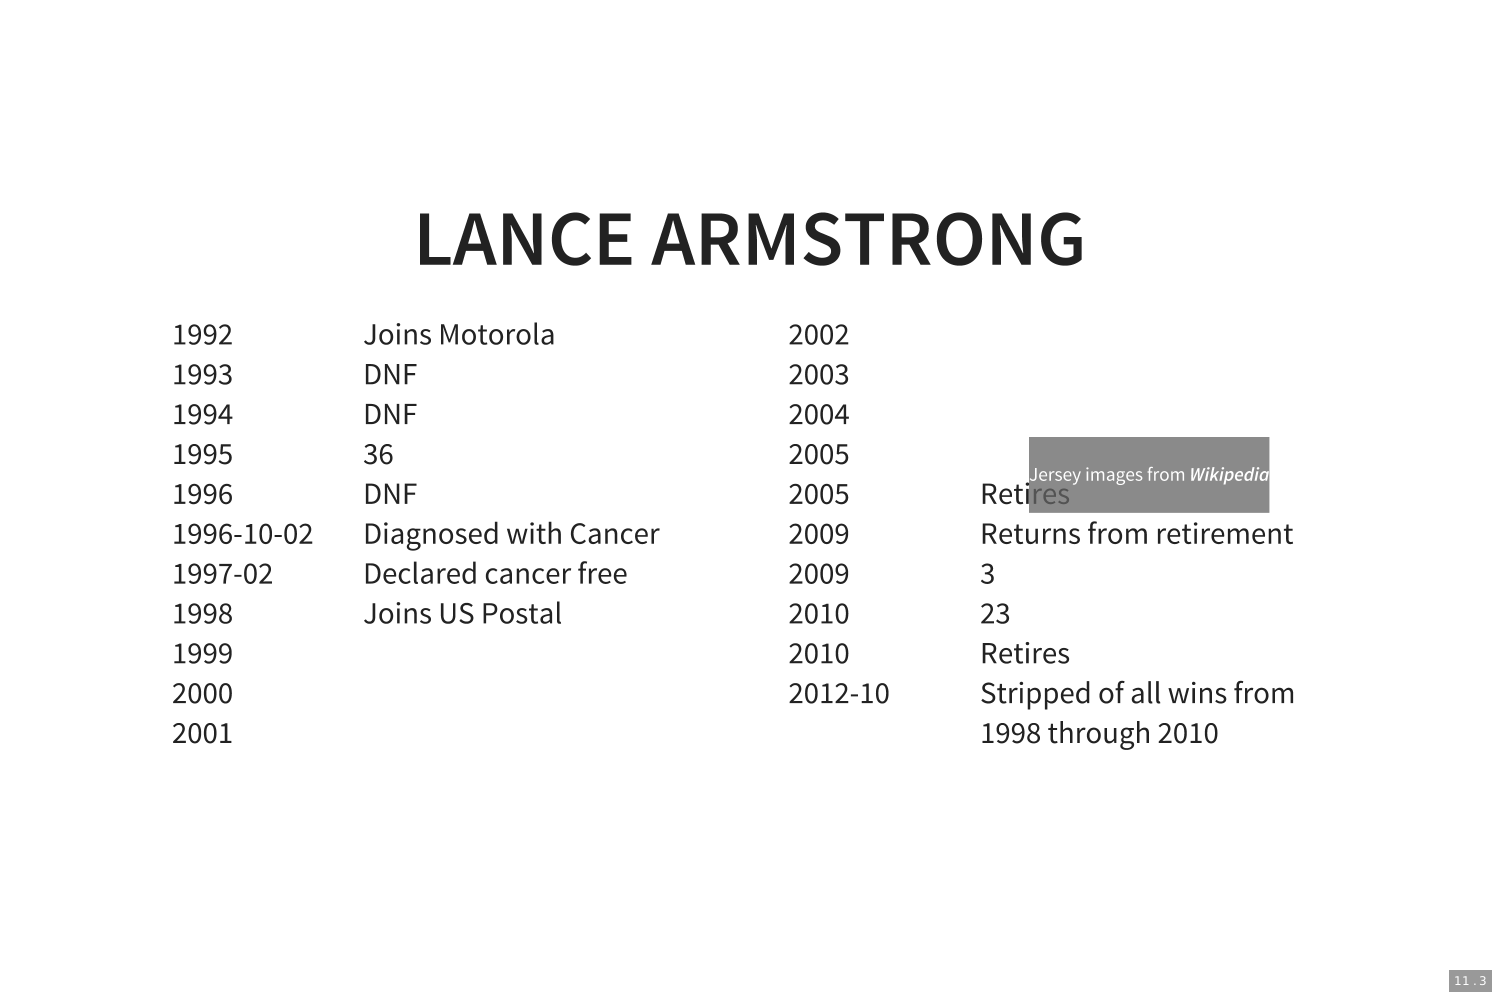 LANCE ARMSTRONG
1992 Joins Motorola
1993 DNF
1994 DNF
1995 36
1996 DNF
1996-10-02 Diagnosed with Cancer
1997-02 Declared cancer free
1998 Joins US Postal
1999
2000
2001
2002
2003
2004
2005
Jersey images from Wikipedia
2005 Retires
2009 Returns from retirement
2009 3
2010 23
2010 Retires
2012-10 Stripped of all wins from
1998 through 2010
11.3